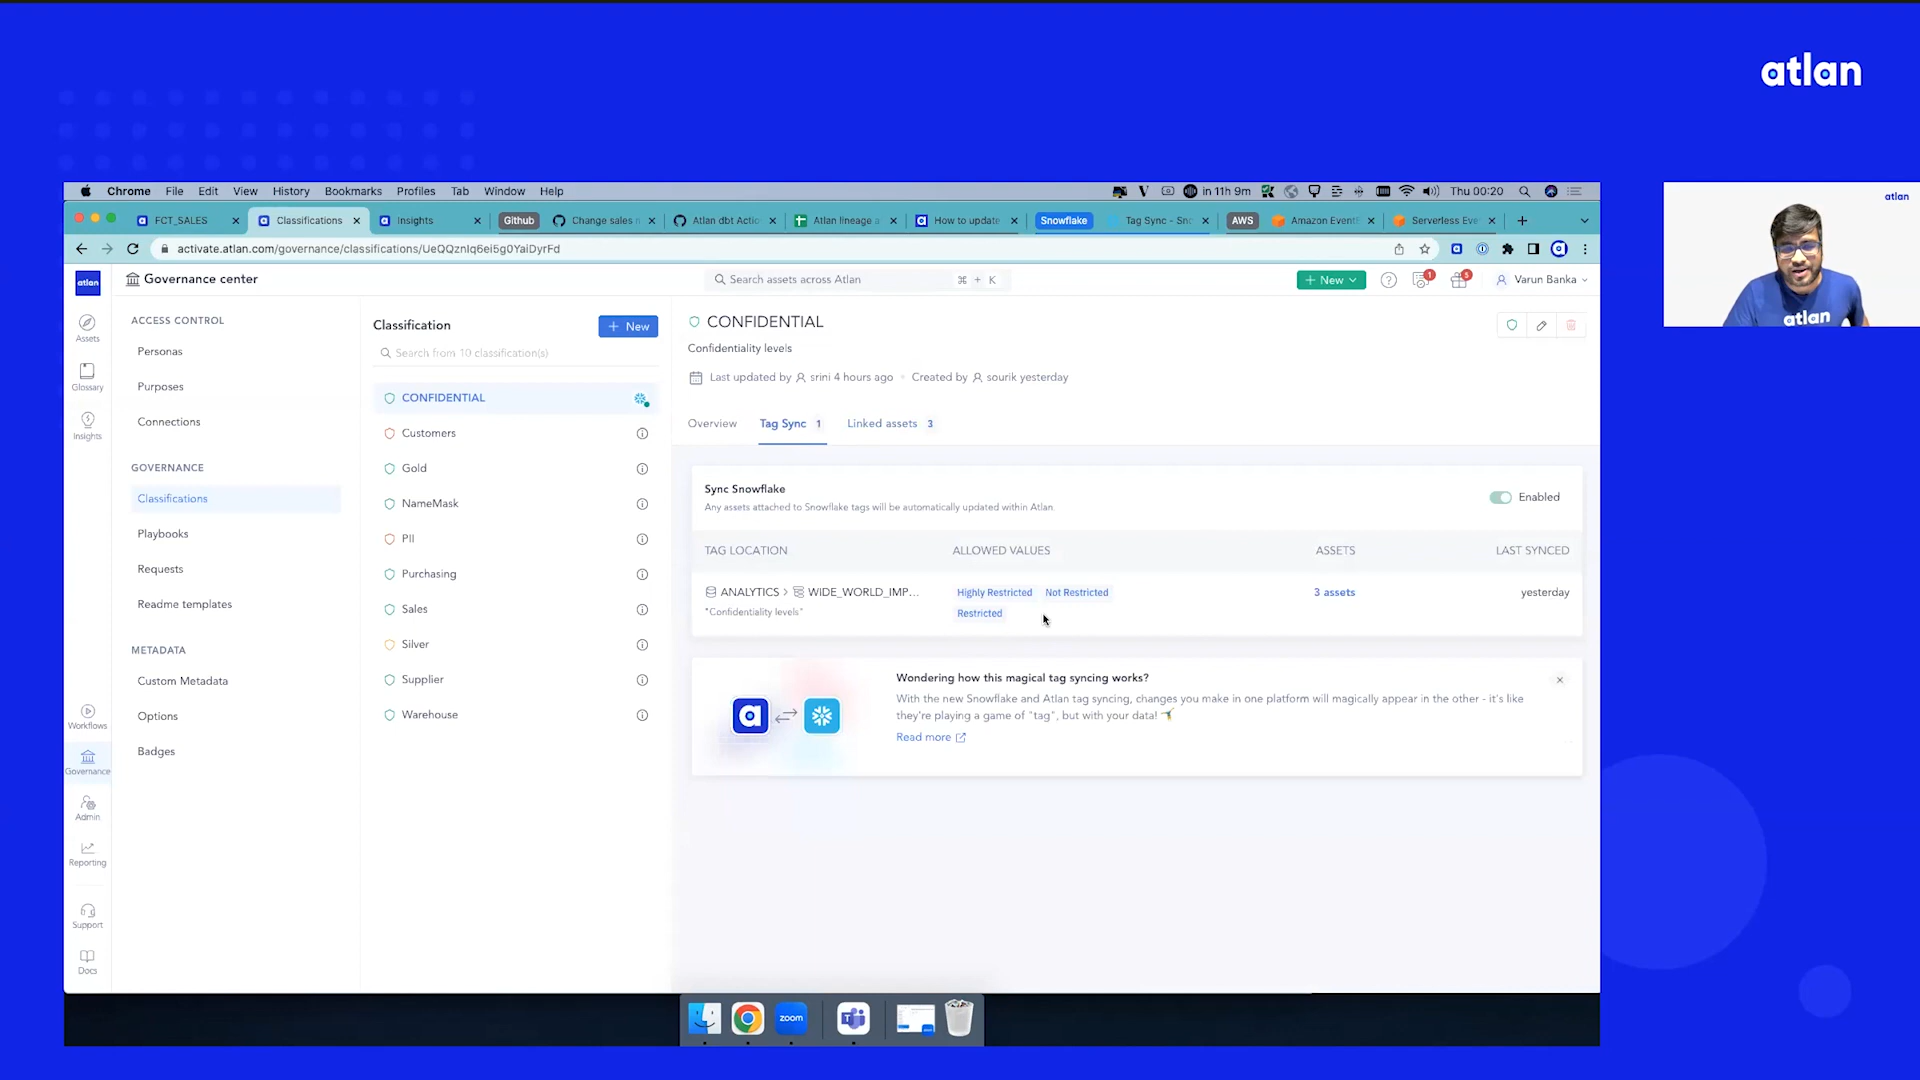 atlan
Chrome File Edit View History Bookmarks Profiles Tab Window Help
in 11h 9m
Thu 00:20
FCT_SALES
Classifications
Insights
Github
Change sales n
Atlan dbt Actio
Atlan lineage a
How to update
Snowflake
Tag Sync - Sno
AWS
Amazon EventB
Serverless Eve
activate.atlan.com/governance/classifications/UeQQznIq6ei5g0YaiDyrFd
atlan
Governance center
Search assets across Atlan
⌘ + K
+ New
1
5
Varun Banka
Assets
Glossary
Insights
Workflows
Governance
Admin
Reporting
Support
Docs
ACCESS CONTROL
Personas
Purposes
Connections
GOVERNANCE
Classifications
Playbooks
Requests
Readme templates
METADATA
Custom Metadata
Options
Badges
Classification
+ New
Search from 10 classification(s)
CONFIDENTIAL
Customers
Gold
NameMask
PII
Purchasing
Sales
Silver
Supplier
Warehouse
CONFIDENTIAL
Confidentiality levels
Last updated by srini 4 hours ago • Created by sourik yesterday
Overview
Tag Sync 1
Linked assets 3
Sync Snowflake
Any assets attached to Snowflake tags will be automatically updated within Atlan
Enabled
TAG LOCATION
ALLOWED VALUES
ASSETS
LAST SYNCED
ANALYTICS > WIDE_WORLD_IMP...
"Confidentiality levels"
Highly Restricted
Not Restricted
Restricted
3 assets
yesterday
Wondering how this magical tag syncing works?
With the new Snowflake and Atlan tag syncing, changes you make in one platform will magically appear in the other - it's like
they're playing a game of "tag", but with your data!
Read more
zoom
atlan
atlan